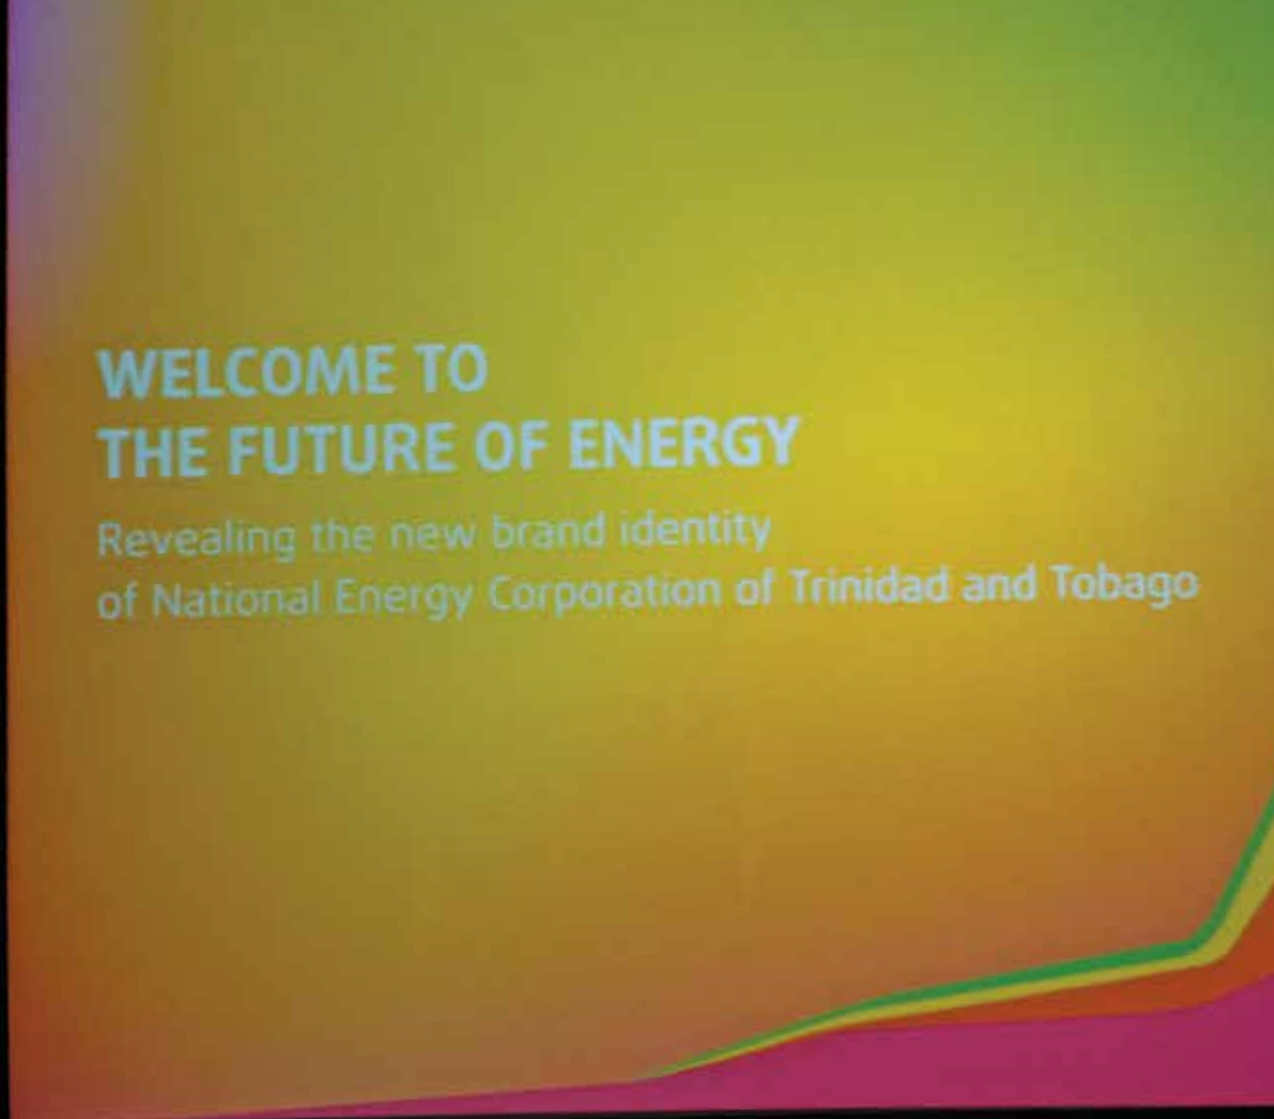 WELCOME TO
THE FUTURE OF ENERGY
Revealing the new brand identity
of National Energy Corporation of Trinidad and Tobago